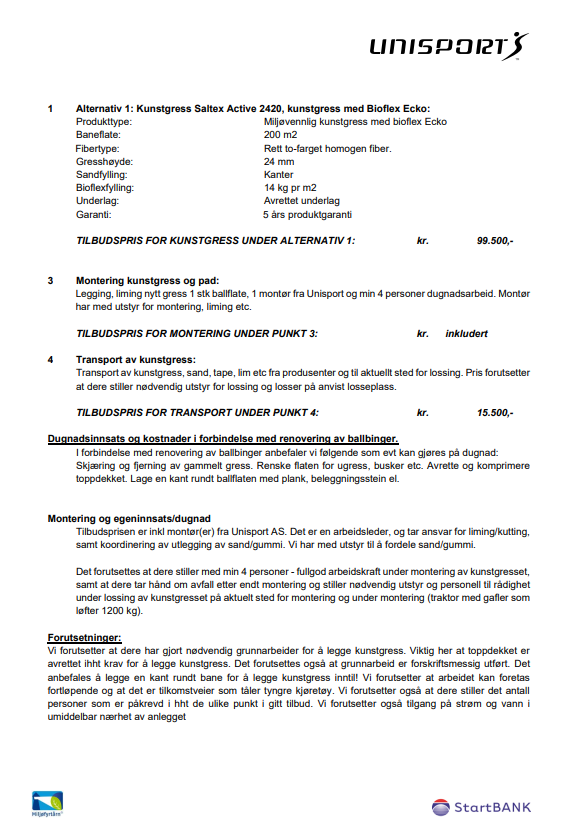 UNISPORT
1 Alternativ 1: Kunstgress Saltex Active 2420, kunstgress med Bioflex Ecko:
Produkttype: Miljøvennlig kunstgress med bioflex Ecko
Baneflate: 200 m2
Fibertype: Rett to-farget homogen fiber.
Gresshøyde: 24 mm
Sandfylling: Kanter
Bioflexfylling: 14 kg pr m2
Underlag: Avrettet underlag
Garanti: 5 års produktgaranti
TILBUDSPRIS FOR KUNSTGRESS UNDER ALTERNATIV 1: kr. 99.500,-
3 Montering kunstgress og pad:
Legging, liming nytt gress 1 stk ballflate, 1 montør fra Unisport og min 4 personer dugnadsarbeid. Montør
har med utstyr for montering, liming etc.
TILBUDSPRIS FOR MONTERING UNDER PUNKT 3: kr. inkludert
4 Transport av kunstgress:
Transport av kunstgress, sand, tape, lim etc fra produsenter og til aktuelt sted for lossing. Pris forutsetter
at dere stiller nødvendig utstyr for lossing og losser på anvist losseplass.
TILBUDSPRIS FOR TRANSPORT UNDER PUNKT 4: kr. 15.500,-
Dugnadsinnsats og kostnader i forbindelse med renovering av ballbinger.
I forbindelse med renovering av ballbinger anbefaler vi følgende som evt kan gjøres på dugnad:
Skjæring og fjerning av gammelt gress. Renske flaten for ugress, busker etc. Avrette og komprimere
toppdekket. Lage en kant rundt ballflaten med plank, beleggningsstein el.
Montering og egeninnsats/dugnad
Tilbudsprisen er inkl montør(er) fra Unisport AS. Det er en arbeidsleder, og tar ansvar for liming/kutting,
samt koordinering av utlegging av sand/gummi. Vi har med utstyr til å fordele sand/gummi.
Det forutsettes at dere stiller med min 4 personer - fullgod arbeidskraft under montering av kunstgresset,
samt at dere tar hånd om avfall etter endt montering og stiller nødvendig utstyr og personell til rådighet
under lossing av kunstgresset på aktuelt sted for montering og under montering (traktor med gafler som
løfter 1200 kg).
Forutsetninger:
Vi forutsetter at dere har gjort nødvendig grunnarbeider for å legge kunstgress. Viktig her at toppdekket er
avrettet ihht krav for å legge kunstgress. Det forutsettes også at grunnarbeid er forskriftsmessig utført. Det
anbefales å legge en kant rundt bane for å legge kunstgress inntil! Vi forutsetter at arbeidet kan foretas
fortløpende og at det er tilkomstveier som tåler tyngre kjøretøy. Vi forutsetter også at dere stiller det antall
personer som er påkrevd i hht de ulike punkt i gitt tilbud. Vi forutsetter også tilgang på strøm og vann i
umiddelbar nærhet av anlegget
Miljøfyrtårn
StartBANK